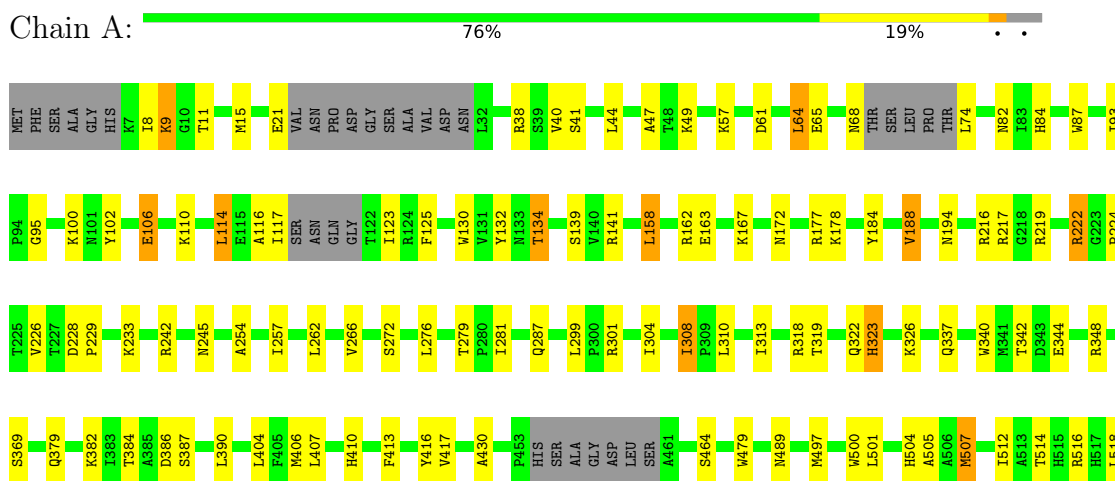 Chain A:
76% 19% • •
MET PHE SER ALA GLY HIS K7 I8 K9 G10 T11 M15 E21 VAL ASN PRO ASP GLY SER ALA VAL ASP ASN L32 R38 S39 V40 S41 L44 A47 T48 K49 K57 D61 L64 E65 N68 THR SER LEU PRO THR L74 N82 I83 H84 W87
P94 G95 K100 N101 Y102 E106 K110 L114 E115 A116 I117 SER ASN GLN GLY T122 I123 R124 F125 W130 V131 Y132 N133 T134 S139 V140 R141 L158 R162 E163 K167 N172 R177 K178 Y184 V188 N194 R216 R217 G218 R219 R222 G223
T225 V226 T227 D228 P229 K233 R242 N245 A254 I257 L262 V266 S272 L276 T279 P280 I281 Q287 L299 P300 R301 I304 I308 P309 L310 I313 R318 T319 Q322 H323 K326 Q337 W340 M341 T342 D343 E344 R348
S369 Q379 K382 I383 T384 A385 D386 S387 L390 L404 F405 M406 L407 H410 F413 Y416 V417 A430 P453 HIS SER ALA GLY ASP LEU SER A461 S464 W479 N489 M497 W500 L501 H504 A505 A506 M507 I512 A513 T514 H515 R516 H517